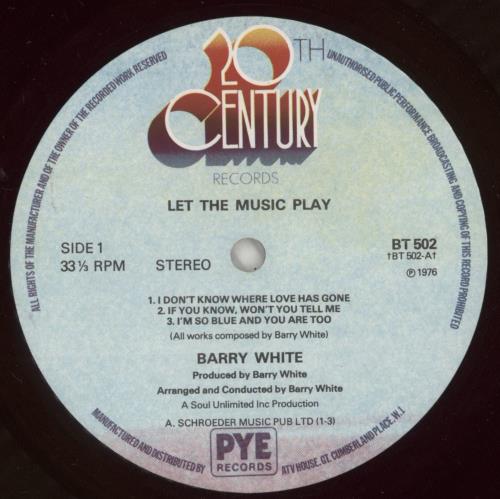 20TH
CENTURY
RECORDS
LET THE MUSIC PLAY
SIDE 1
33⅓ RPM
STEREO
BT 502
†BT 502-A†
℗ 1976
1. I DON'T KNOW WHERE LOVE HAS GONE
2. IF YOU KNOW, WON'T YOU TELL ME
3. I'M SO BLUE AND YOU ARE TOO
(All works composed by Barry White)
BARRY WHITE
Produced by Barry White
Arranged and Conducted by Barry White
A Soul Unlimited Inc Production
A. SCHROEDER MUSIC PUB LTD (1-3)
PYE
RECORDS
ALL RIGHTS OF THE MANUFACTURER AND OF THE OWNER OF THE RECORDED WORK RESERVED
UNAUTHORISED PUBLIC PERFORMANCE BROADCASTING AND COPYING OF THIS RECORD PROHIBITED
MANUFACTURED AND DISTRIBUTED BY
ATV HOUSE, GT. CUMBERLAND PLACE, W.1